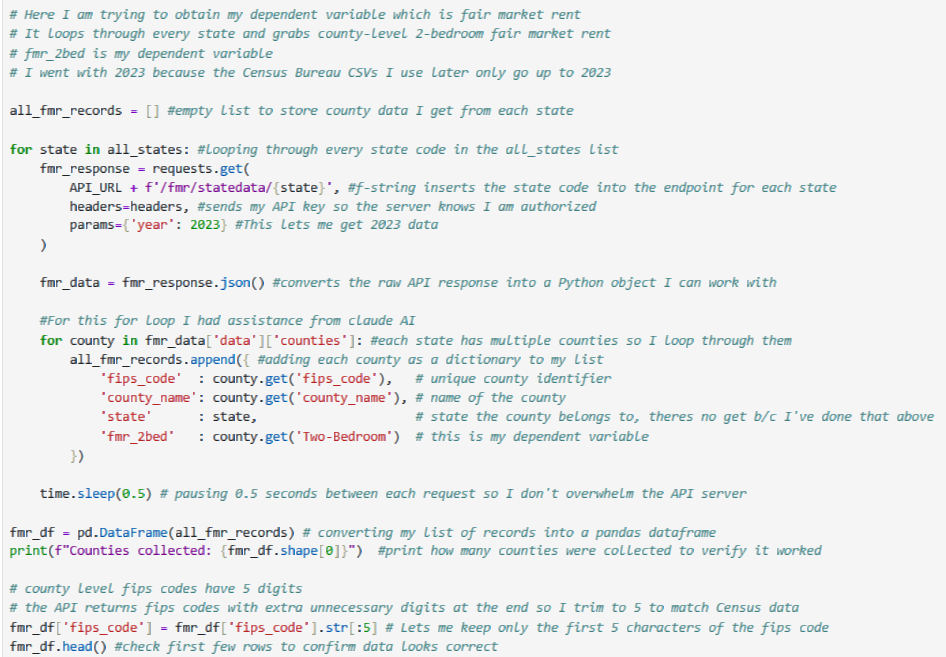 # Here I am trying to obtain my dependent variable which is fair market rent
# It loops through every state and grabs county-level 2-bedroom fair market rent
# fmr_2bed is my dependent variable
# I went with 2023 because the Census Bureau CSVs I use later only go up to 2023

all_fmr_records = [] #empty list to store county data I get from each state

for state in all_states: #looping through every state code in the all_states list
    fmr_response = requests.get(
        API_URL + f'/fmr/statedata/{state}', #f-string inserts the state code into the endpoint for each state
        headers=headers, #sends my API key so the server knows I am authorized
        params={'year': 2023} #This lets me get 2023 data
    )

    fmr_data = fmr_response.json() #converts the raw API response into a Python object I can work with

    #For this for loop I had assistance from claude AI
    for county in fmr_data['data']['counties']: #each state has multiple counties so I loop through them
        all_fmr_records.append({ #adding each county as a dictionary to my list
            'fips_code'  : county.get('fips_code'),   # unique county identifier
            'county_name': county.get('county_name'), # name of the county
            'state'      : state,                     # state the county belongs to, theres no get b/c I've done that above
            'fmr_2bed'   : county.get('Two-Bedroom')  # this is my dependent variable
        })

    time.sleep(0.5) # pausing 0.5 seconds between each request so I don't overwhelm the API server

fmr_df = pd.DataFrame(all_fmr_records) # converting my list of records into a pandas dataframe
print(f"Counties collected: {fmr_df.shape[0]}")  #print how many counties were collected to verify it worked

# county level fips codes have 5 digits
# the API returns fips codes with extra unnecessary digits at the end so I trim to 5 to match Census data
fmr_df['fips_code'] = fmr_df['fips_code'].str[:5] # Lets me keep only the first 5 characters of the fips code
fmr_df.head() #check first few rows to confirm data looks correct